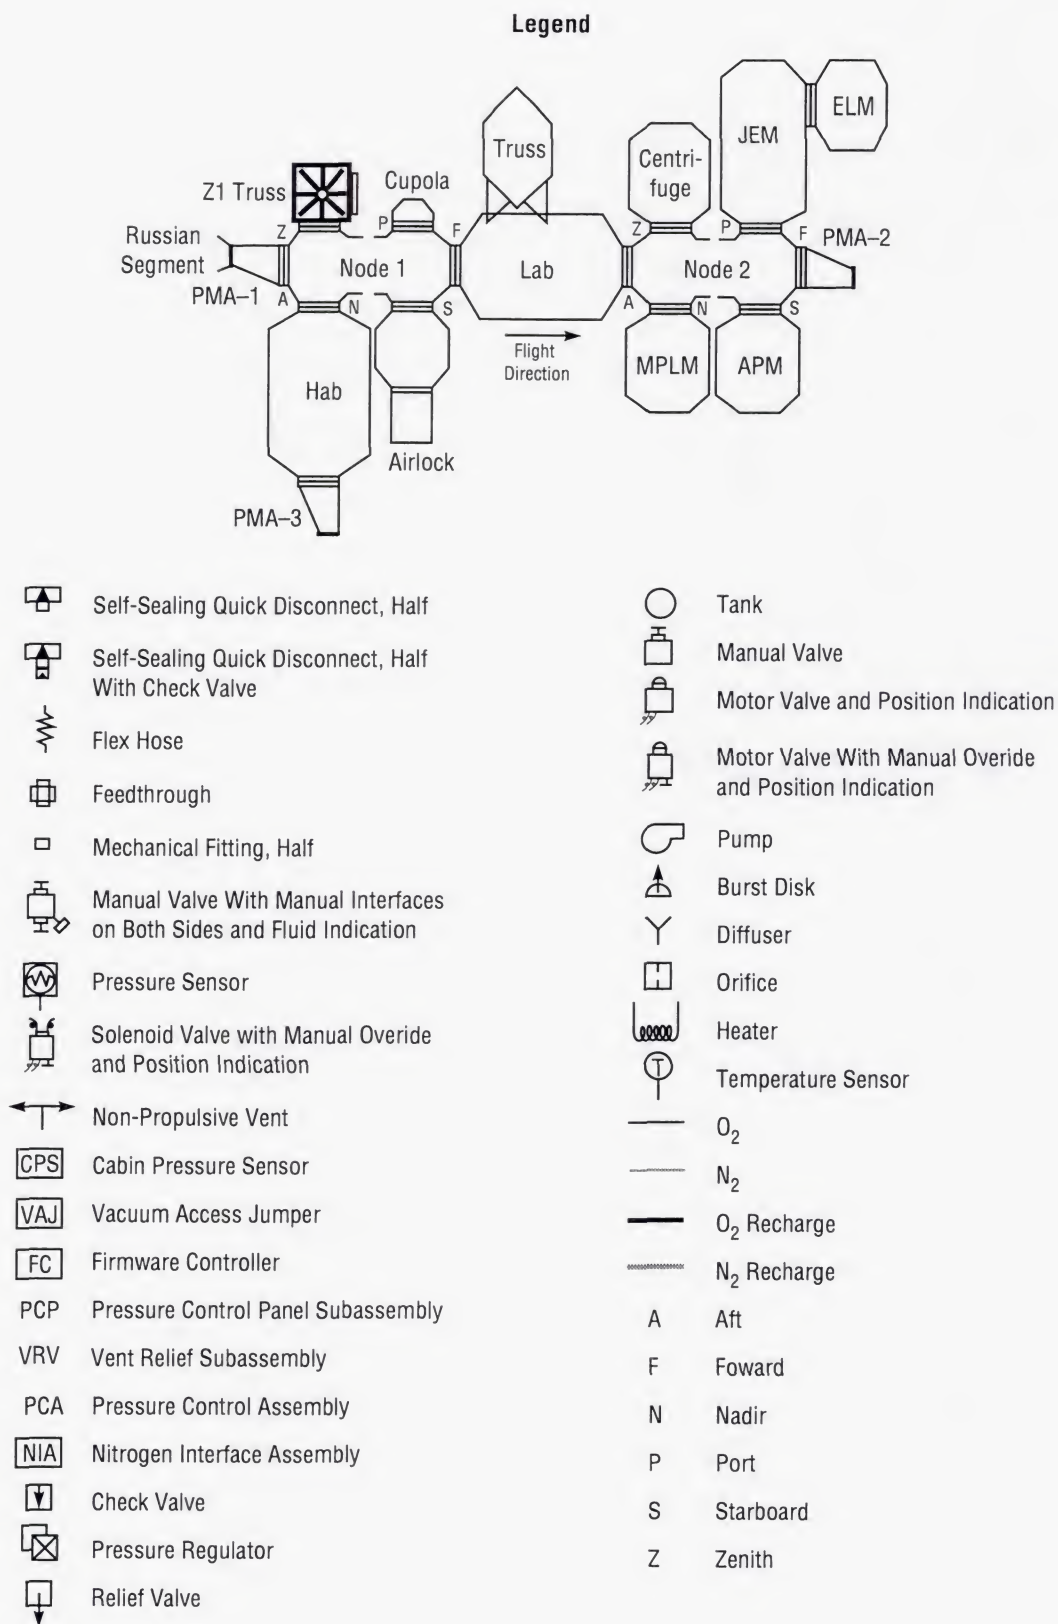 Legend
ELM
JEM
Truss
Centri-
fuge
Cupola
Z1 Truss
Z
P
F
Z
P
F
PMA–2
Russian
Segment
Node 1
Lab
Node 2
PMA–1
A
N
S
A
N
S
Flight
Direction
MPLM
APM
Hab
Airlock
PMA–3
Self-Sealing Quick Disconnect, Half
Self-Sealing Quick Disconnect, Half
With Check Valve
Flex Hose
Feedthrough
Mechanical Fitting, Half
Manual Valve With Manual Interfaces
on Both Sides and Fluid Indication
Pressure Sensor
Solenoid Valve with Manual Overide
and Position Indication
Non-Propulsive Vent
CPS Cabin Pressure Sensor
VAJ Vacuum Access Jumper
FC Firmware Controller
PCP Pressure Control Panel Subassembly
VRV Vent Relief Subassembly
PCA Pressure Control Assembly
NIA Nitrogen Interface Assembly
Check Valve
Pressure Regulator
Relief Valve
Tank
Manual Valve
Motor Valve and Position Indication
Motor Valve With Manual Overide
and Position Indication
Pump
Burst Disk
Diffuser
Orifice
Heater
T Temperature Sensor
O2
N2
O2 Recharge
N2 Recharge
A Aft
F Foward
N Nadir
P Port
S Starboard
Z Zenith